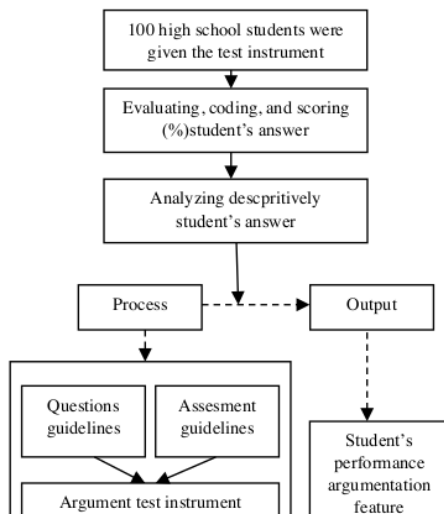 100 high school students were
given the test instrument
Evaluating, coding, and scoring
(%)student's answer
Analyzing descpritively
student's answer
Process
Output
Questions
guidelines
Assesment
guidelines
Argument test instrument
Student's
performance
argumentation
feature